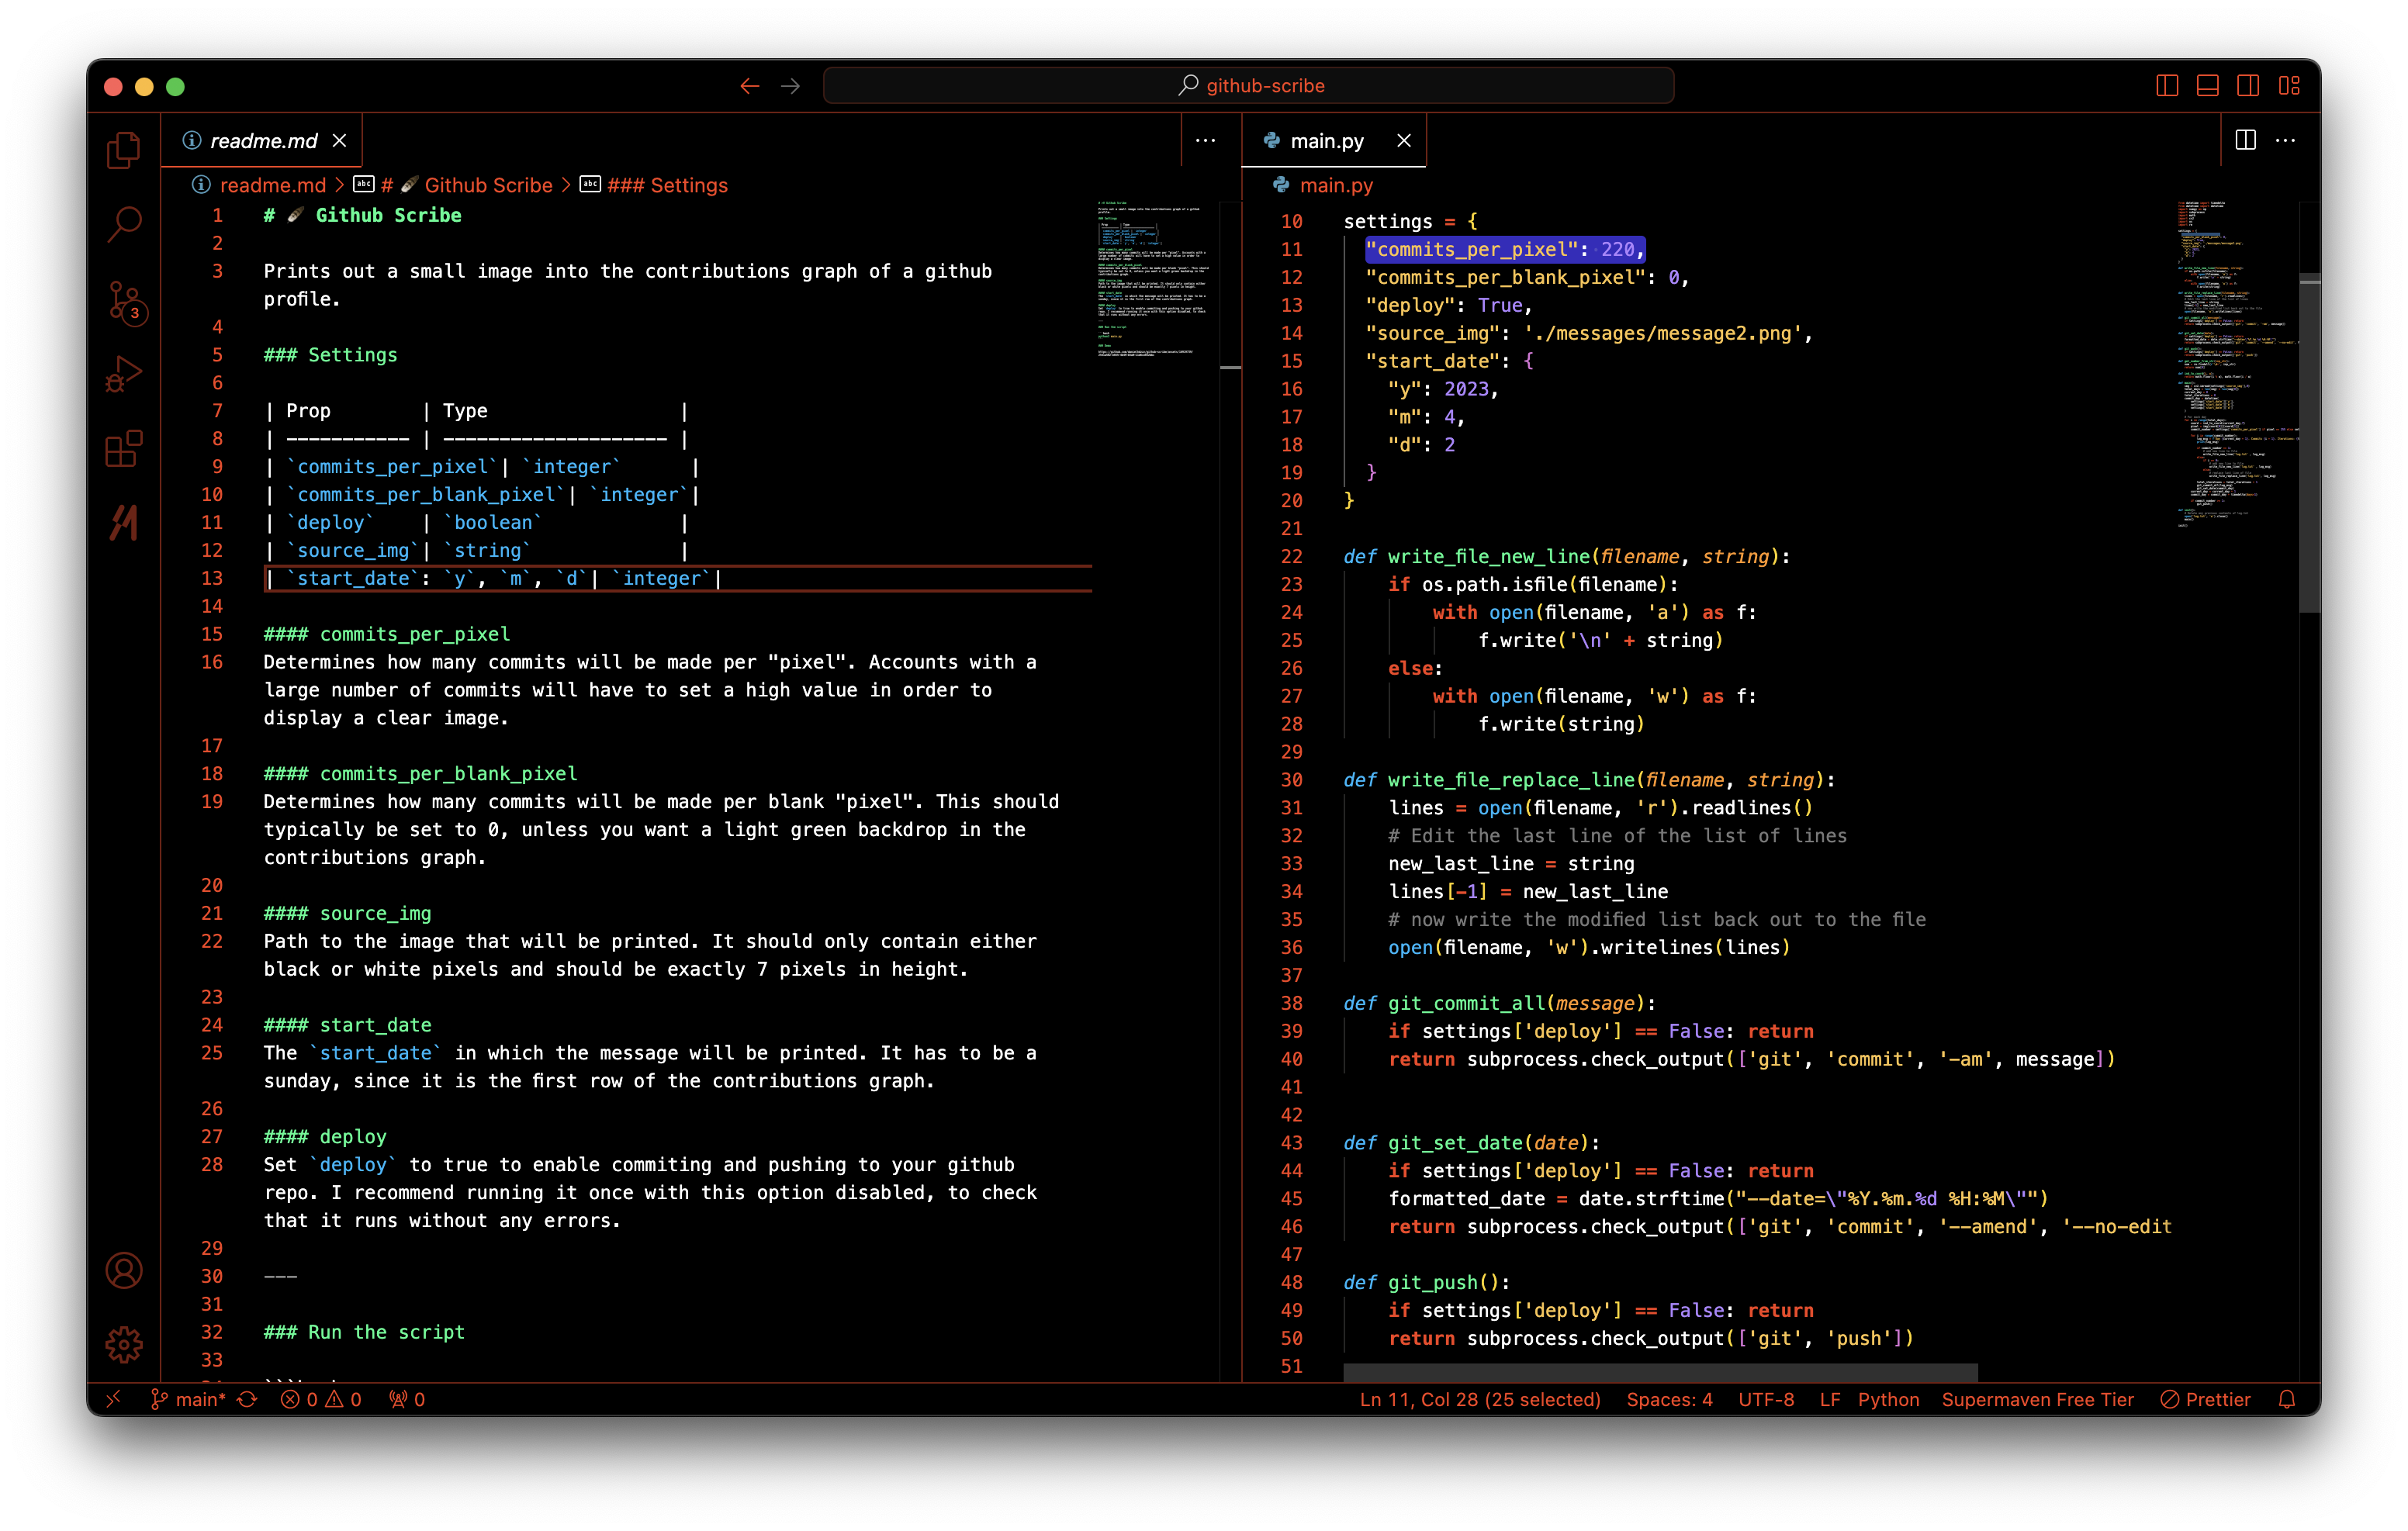 github-scribe
readme.md
main.py
readme.md > # 🪶 Github Scribe > ### Settings
main.py
1 # 🪶 Github Scribe
2
3 Prints out a small image into the contributions graph of a github
profile.
4
5 ### Settings
6
7 | Prop        | Type                 |
8 | ----------- | -------------------- |
9 | `commits_per_pixel`| `integer`      |
10 | `commits_per_blank_pixel`| `integer`|
11 | `deploy`    | `boolean`            |
12 | `source_img`| `string`             |
13 | `start_date`: `y`, `m`, `d`| `integer`|
14
15 #### commits_per_pixel
16 Determines how many commits will be made per "pixel". Accounts with a
large number of commits will have to set a high value in order to
display a clear image.
17
18 #### commits_per_blank_pixel
19 Determines how many commits will be made per blank "pixel". This should
typically be set to 0, unless you want a light green backdrop in the
contributions graph.
20
21 #### source_img
22 Path to the image that will be printed. It should only contain either
black or white pixels and should be exactly 7 pixels in height.
23
24 #### start_date
25 The `start_date` in which the message will be printed. It has to be a
sunday, since it is the first row of the contributions graph.
26
27 #### deploy
28 Set `deploy` to true to enable commiting and pushing to your github
repo. I recommend running it once with this option disabled, to check
that it runs without any errors.
29
30 ---
31
32 ### Run the script
33
10 settings = {
11 "commits_per_pixel": 220,
12 "commits_per_blank_pixel": 0,
13 "deploy": True,
14 "source_img": './messages/message2.png',
15 "start_date": {
16 "y": 2023,
17 "m": 4,
18 "d": 2
19 }
20 }
21
22 def write_file_new_line(filename, string):
23 if os.path.isfile(filename):
24 with open(filename, 'a') as f:
25 f.write('\n' + string)
26 else:
27 with open(filename, 'w') as f:
28 f.write(string)
29
30 def write_file_replace_line(filename, string):
31 lines = open(filename, 'r').readlines()
32 # Edit the last line of the list of lines
33 new_last_line = string
34 lines[-1] = new_last_line
35 # now write the modified list back out to the file
36 open(filename, 'w').writelines(lines)
37
38 def git_commit_all(message):
39 if settings['deploy'] == False: return
40 return subprocess.check_output(['git', 'commit', '-am', message])
41
42
43 def git_set_date(date):
44 if settings['deploy'] == False: return
45 formatted_date = date.strftime("--date=\"%Y.%m.%d %H:%M\"")
46 return subprocess.check_output(['git', 'commit', '--amend', '--no-edit
47
48 def git_push():
49 if settings['deploy'] == False: return
50 return subprocess.check_output(['git', 'push'])
51
3
main* 0 0 0
Ln 11, Col 28 (25 selected) Spaces: 4 UTF-8 LF Python Supermaven Free Tier Prettier